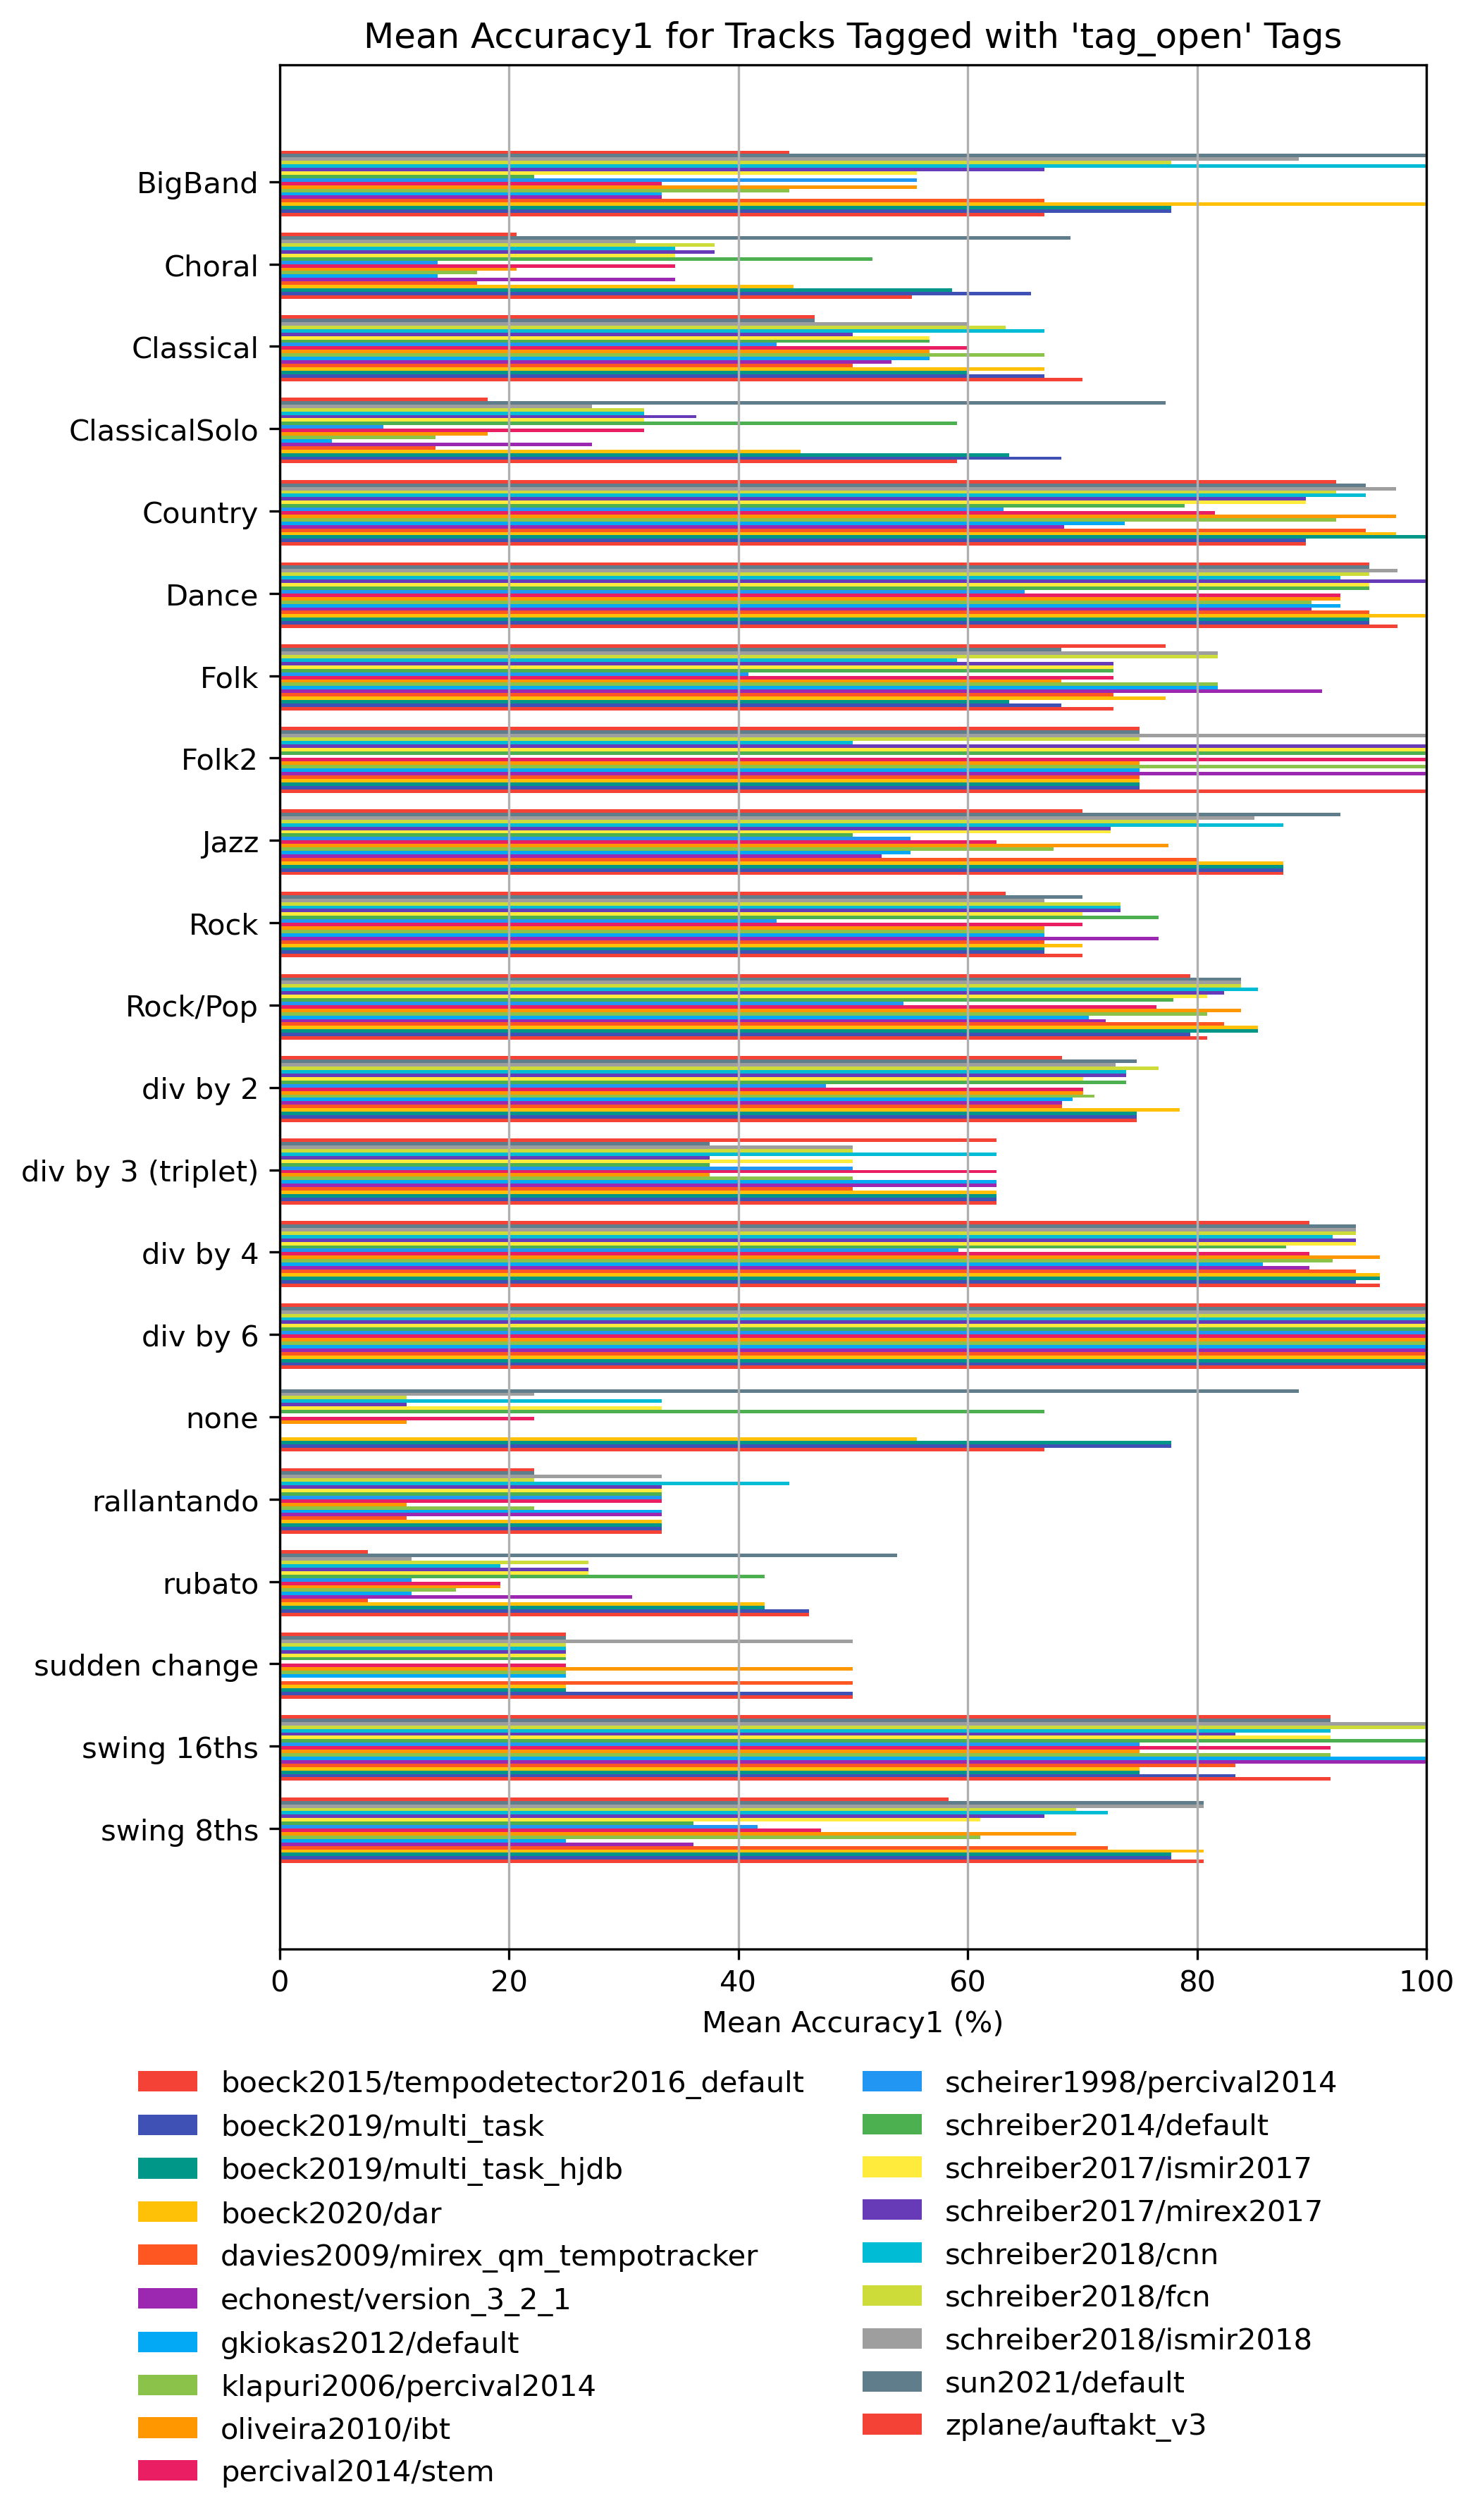 Mean Accuracy1 for Tracks Tagged with 'tag_open' Tags
BigBand
Choral
Classical
ClassicalSolo
Country
Dance
Folk
Folk2
Jazz
Rock
Rock/Pop
div by 2
div by 3 (triplet)
div by 4
div by 6
none
rallantando
rubato
sudden change
swing 16ths
swing 8ths
0 20 40 60 80 100
Mean Accuracy1 (%)
boeck2015/tempodetector2016_default
boeck2019/multi_task
boeck2019/multi_task_hjdb
boeck2020/dar
davies2009/mirex_qm_tempotracker
echonest/version_3_2_1
gkiokas2012/default
klapuri2006/percival2014
oliveira2010/ibt
percival2014/stem
scheirer1998/percival2014
schreiber2014/default
schreiber2017/ismir2017
schreiber2017/mirex2017
schreiber2018/cnn
schreiber2018/fcn
schreiber2018/ismir2018
sun2021/default
zplane/auftakt_v3